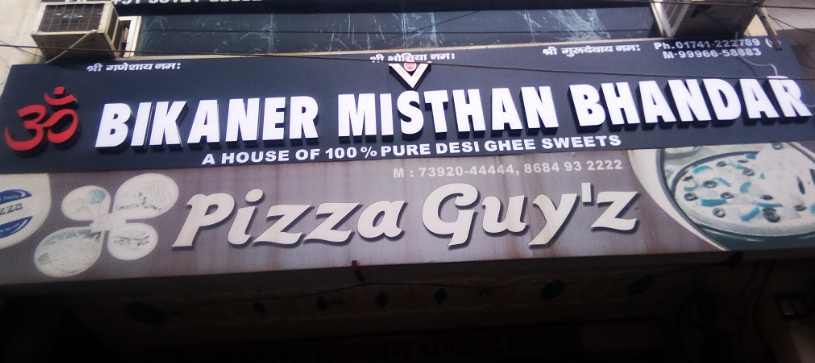 श्री गणेशाय नमः
श्री भोमिया नमः
श्री गुरुदेवाय नमः
Ph.01741-222789
M-99966-58883
ॐ BIKANER MISTHAN BHANDAR
A HOUSE OF 100% PURE DESI GHEE SWEETS
M : 73920-44444, 8684 93 2222
Pizza Guy'z